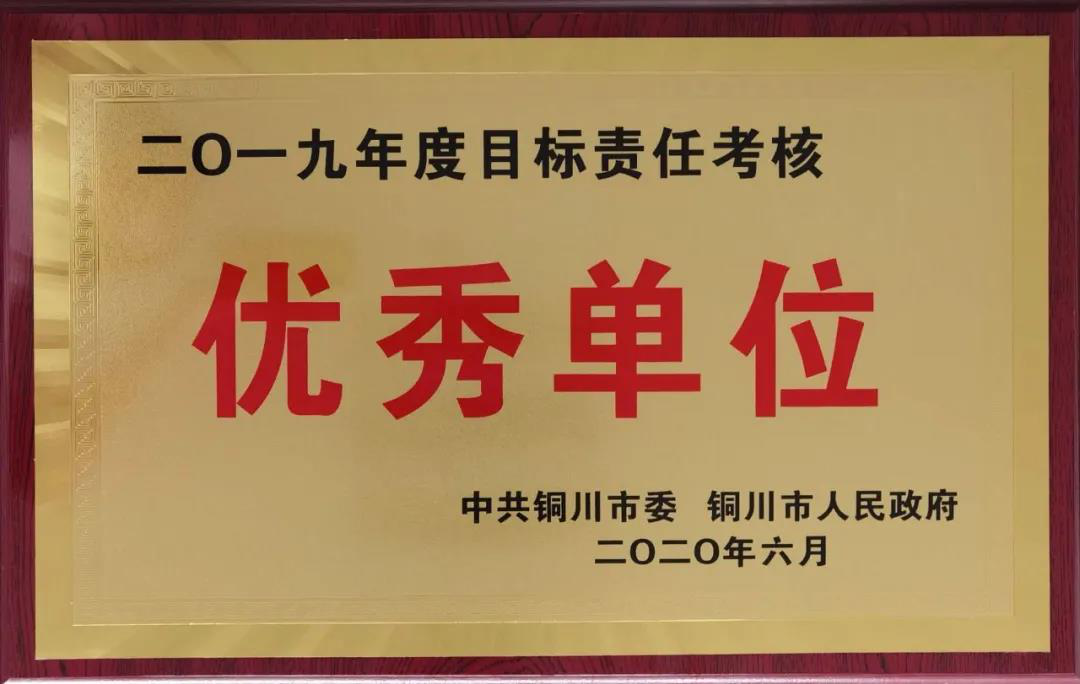 二〇一九年度目标责任考核
优秀单位
中共铜川市委 铜川市人民政府
二〇二〇年六月